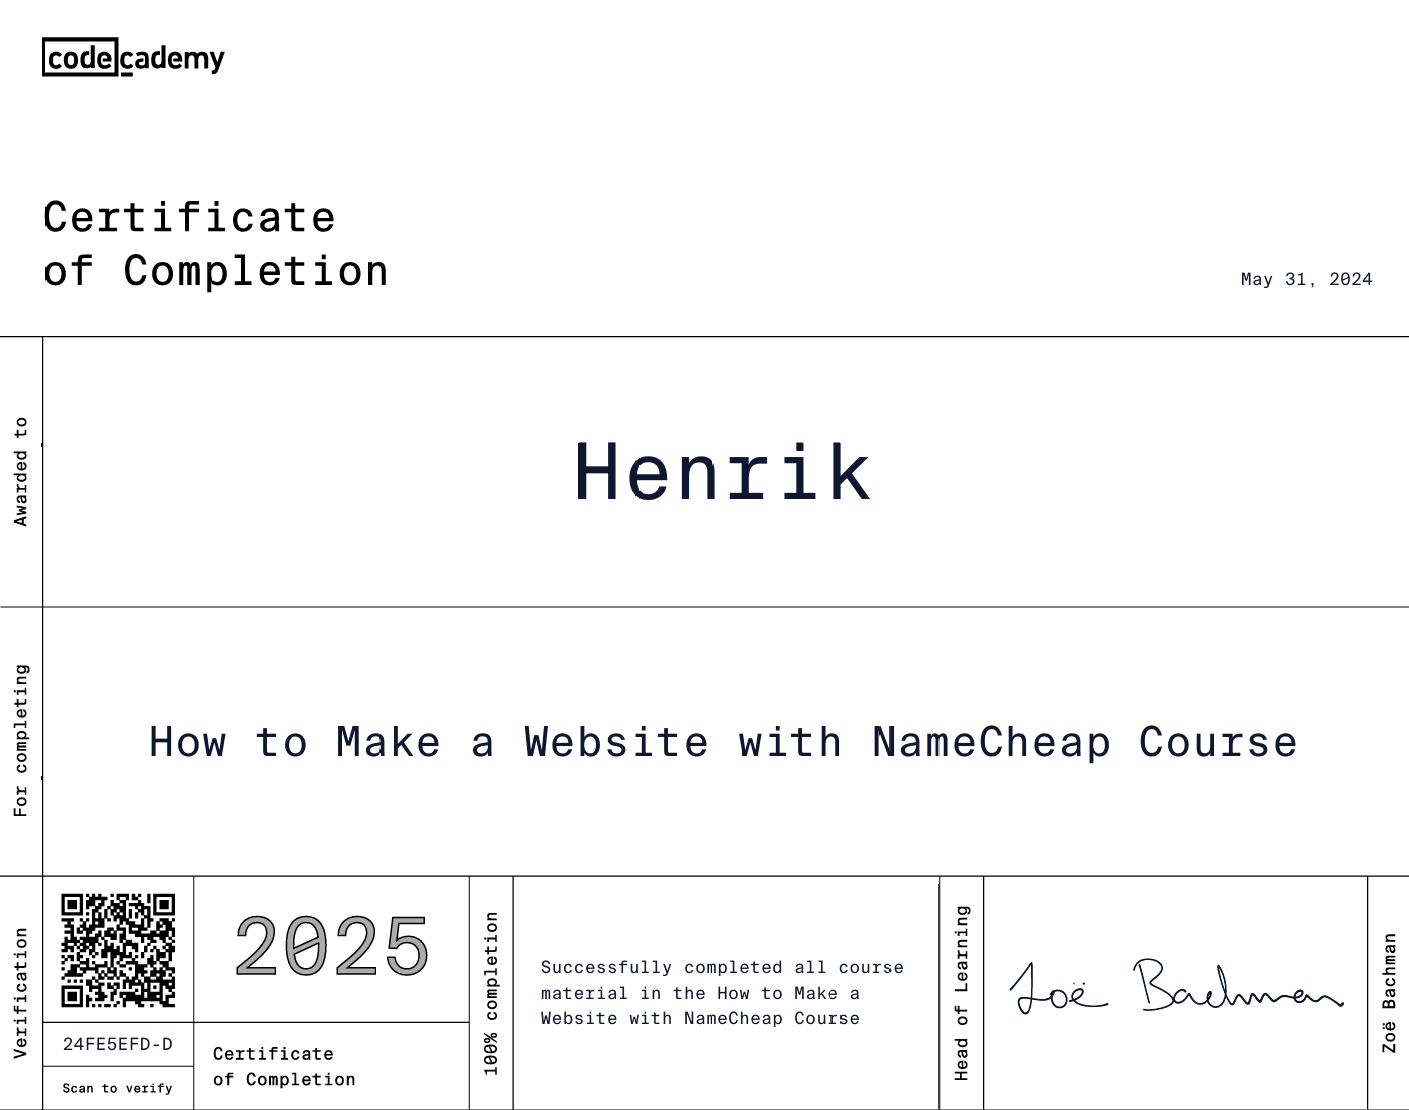 codecademy
Certificate
of Completion
May 31, 2024
Awarded to
Henrik
For completing
How to Make a Website with NameCheap Course
Verification
24FE5EFD-D
Scan to verify
2025
Certificate
of Completion
100% completion
Successfully completed all course
material in the How to Make a
Website with NameCheap Course
Head of Learning
Zoë Bachman
Zoë Bachman